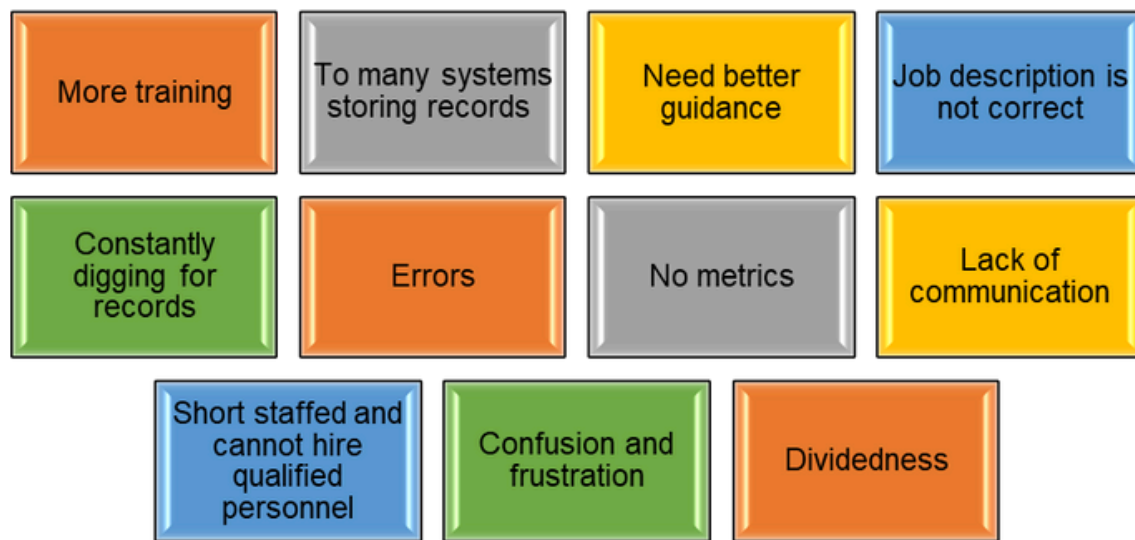 More training
To many systems
storing records
Need better
guidance
Job description is
not correct
Constantly
digging for
records
Errors
No metrics
Lack of
communication
Short staffed and
cannot hire
qualified
personnel
Confusion and
frustration
Dividedness